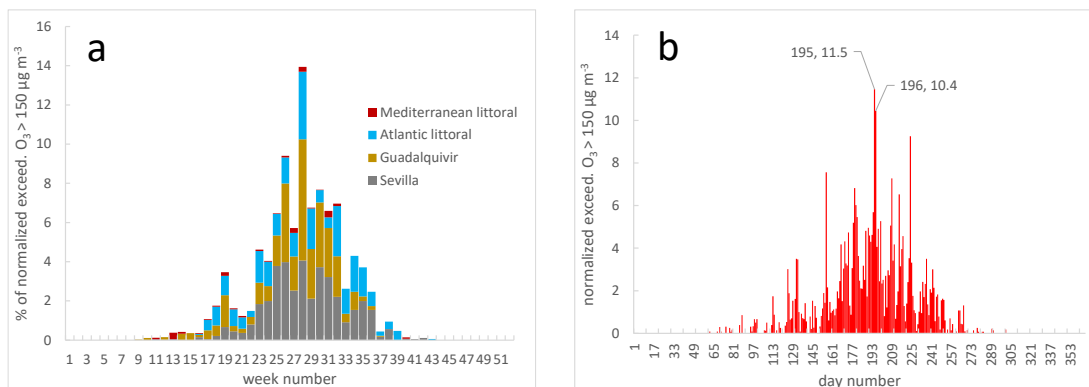 a
% of normalized exceed. O₃ > 150 µg m⁻³
16
14
12
10
8
6
4
2
0
Mediterranean littoral
Atlantic littoral
Guadalquivir
Sevilla
1 3 5 7 9 11 13 15 17 19 21 23 25 27 29 31 33 35 37 39 41 43 45 47 49 51
week number
b
normalized exceed. O₃ > 150 µg m⁻³
14
12
10
8
6
4
2
0
195, 11.5
196, 10.4
1 17 33 49 65 81 97 113 129 145 161 177 193 209 225 241 257 273 289 305 321 337 353
day number